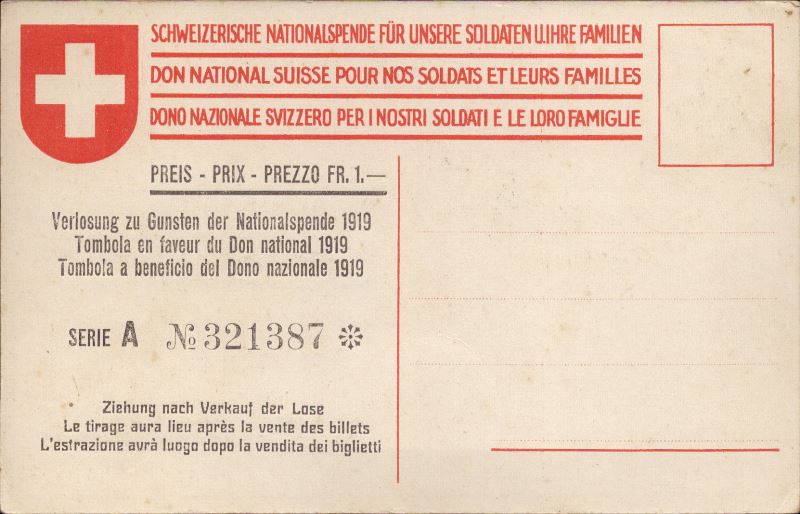 SCHWEIZERISCHE NATIONALSPENDE FÜR UNSERE SOLDATEN U. IHRE FAMILIEN
DON NATIONAL SUISSE POUR NOS SOLDATS ET LEURS FAMILLES
DONO NAZIONALE SVIZZERO PER I NOSTRI SOLDATI E LE LORO FAMIGLIE
PREIS - PRIX - PREZZO FR. 1.—
Verlosung zu Gunsten der Nationalspende 1919
Tombola en faveur du Don national 1919
Tombola a beneficio del Dono nazionale 1919
SERIE A № 321387
Ziehung nach Verkauf der Lose
Le tirage aura lieu après la vente des billets
L'estrazione avrà luogo dopo la vendita dei biglietti